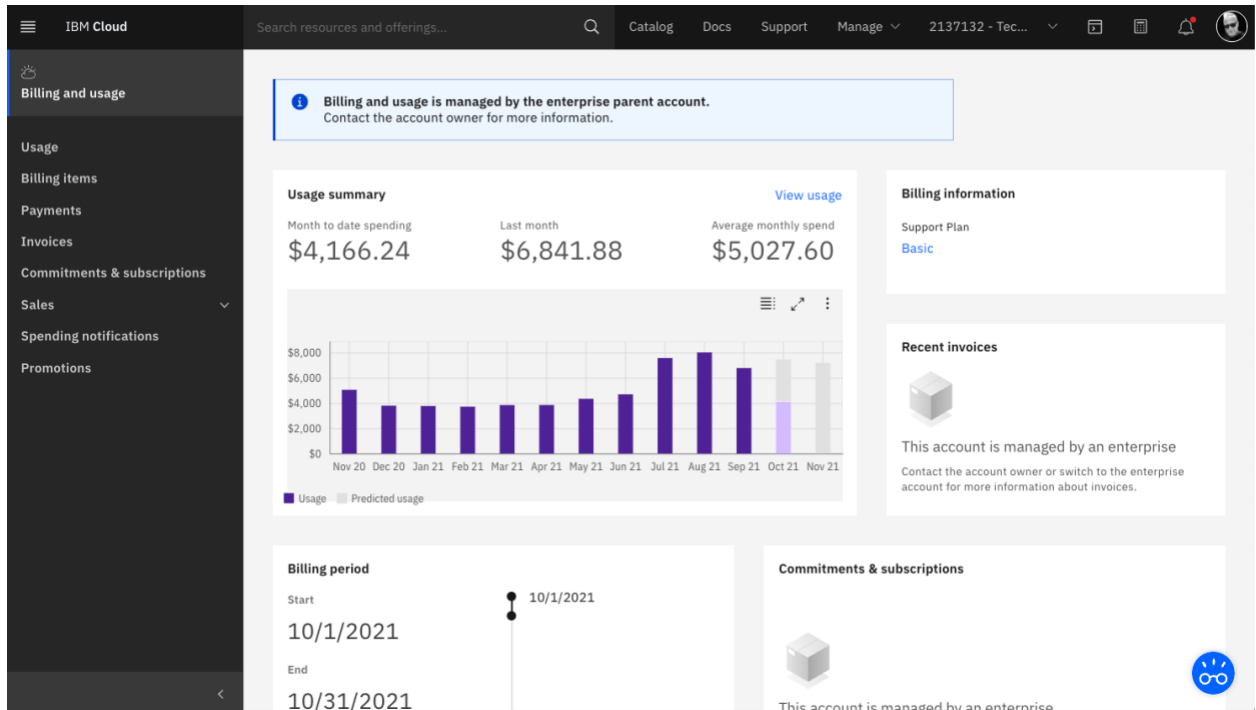 IBM Cloud
Search resources and offerings...
Catalog
Docs
Support
Manage
2137132 - Tec...
Billing and usage
Usage
Billing items
Payments
Invoices
Commitments & subscriptions
Sales
Spending notifications
Promotions
Billing and usage is managed by the enterprise parent account.
Contact the account owner for more information.
Usage summary
View usage
Month to date spending
$4,166.24
Last month
$6,841.88
Average monthly spend
$5,027.60
$8,000
$6,000
$4,000
$2,000
$0
Nov 20 Dec 20 Jan 21 Feb 21 Mar 21 Apr 21 May 21 Jun 21 Jul 21 Aug 21 Sep 21 Oct 21 Nov 21
Usage
Predicted usage
Billing information
Support Plan
Basic
Recent invoices
This account is managed by an enterprise
Contact the account owner or switch to the enterprise
account for more information about invoices.
Billing period
Start
10/1/2021
End
10/31/2021
10/1/2021
Commitments & subscriptions
This account is managed by an enterprise